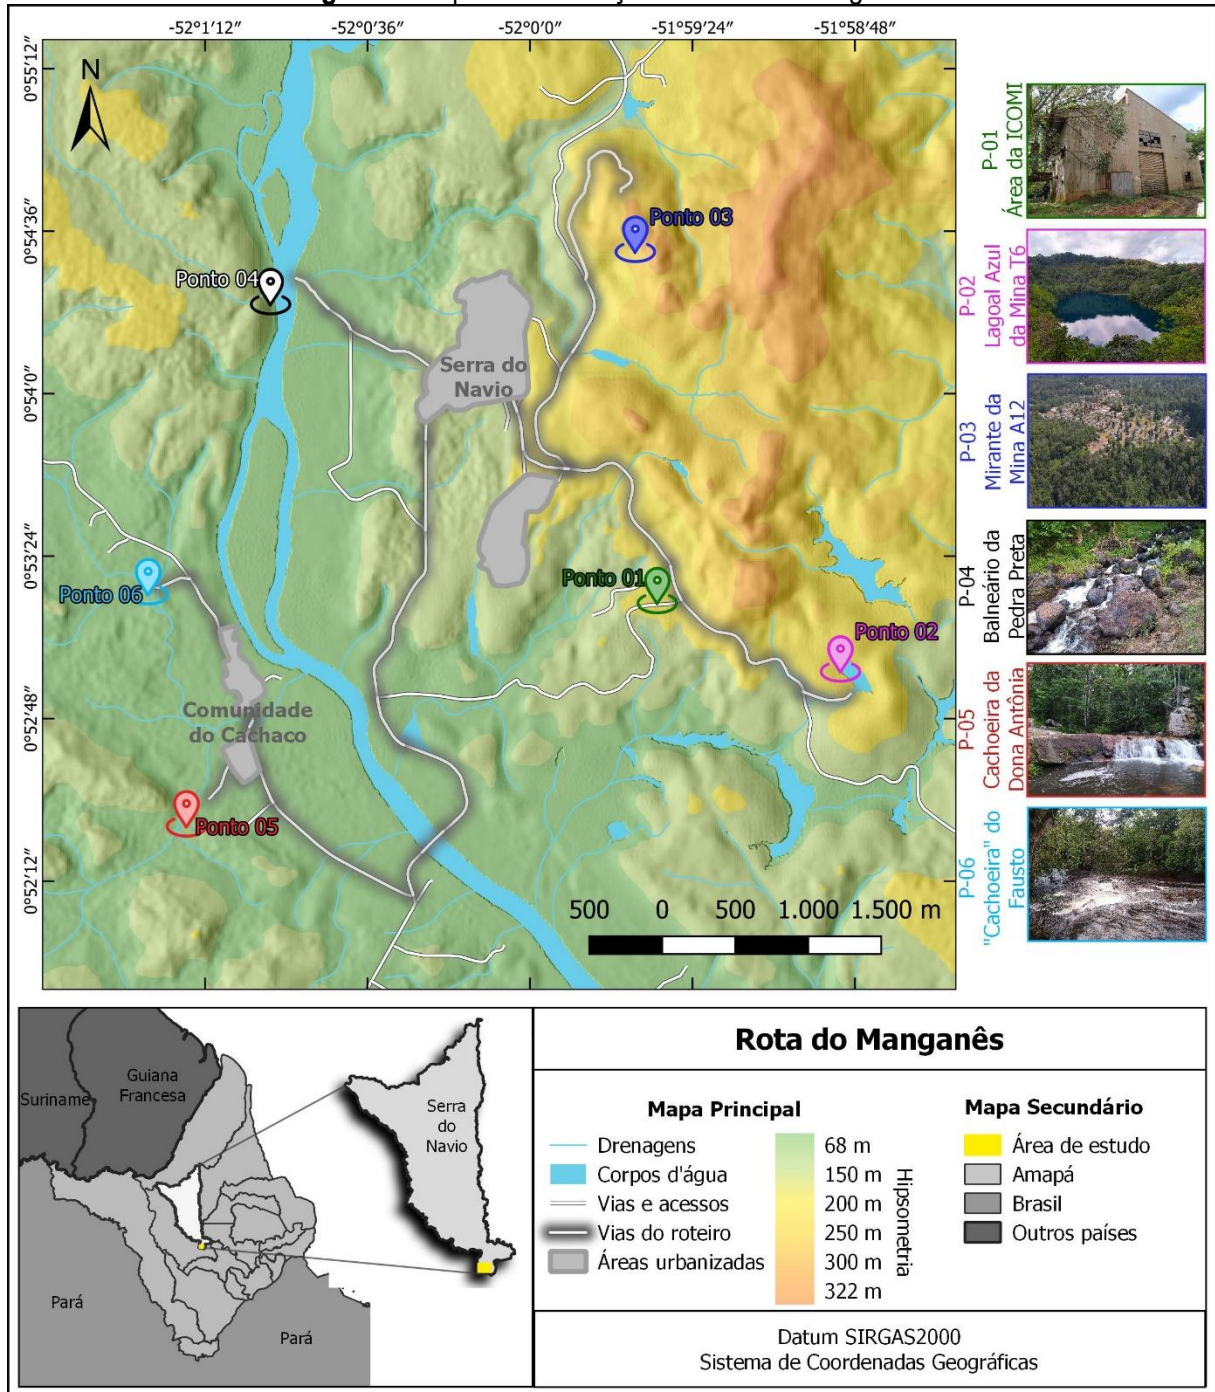 -52°1′12″
-52°0′36″
-52°0′0″
-51°59′24″
-51°58′48″
0°55′12″
0°54′36″
0°54′0″
0°53′24″
0°52′48″
0°52′12″
N
Ponto 03
Ponto 04
Serra do
Navio
Ponto 01
Ponto 06
Ponto 02
Comunidade
do Cachaco
Ponto 05
500 0 500 1.000 1.500 m
P-01
Área da ICOMI
P-02
Lagoal Azul
da Mina T6
P-03
Mirante da
Mina A12
P-04
Balneário da
Pedra Preta
P-05
Cachoeira da
Dona Antônia
P-06
"Cachoeira" do
Fausto
Suriname
Guiana
Francesa
Serra
do
Navio
Pará
Pará
Rota do Manganês
Mapa Principal
Drenagens
Corpos d'água
Vias e acessos
Vias do roteiro
Áreas urbanizadas
68 m
150 m
200 m
250 m
300 m
322 m
Hipsometria
Mapa Secundário
Área de estudo
Amapá
Brasil
Outros países
Datum SIRGAS2000
Sistema de Coordenadas Geográficas